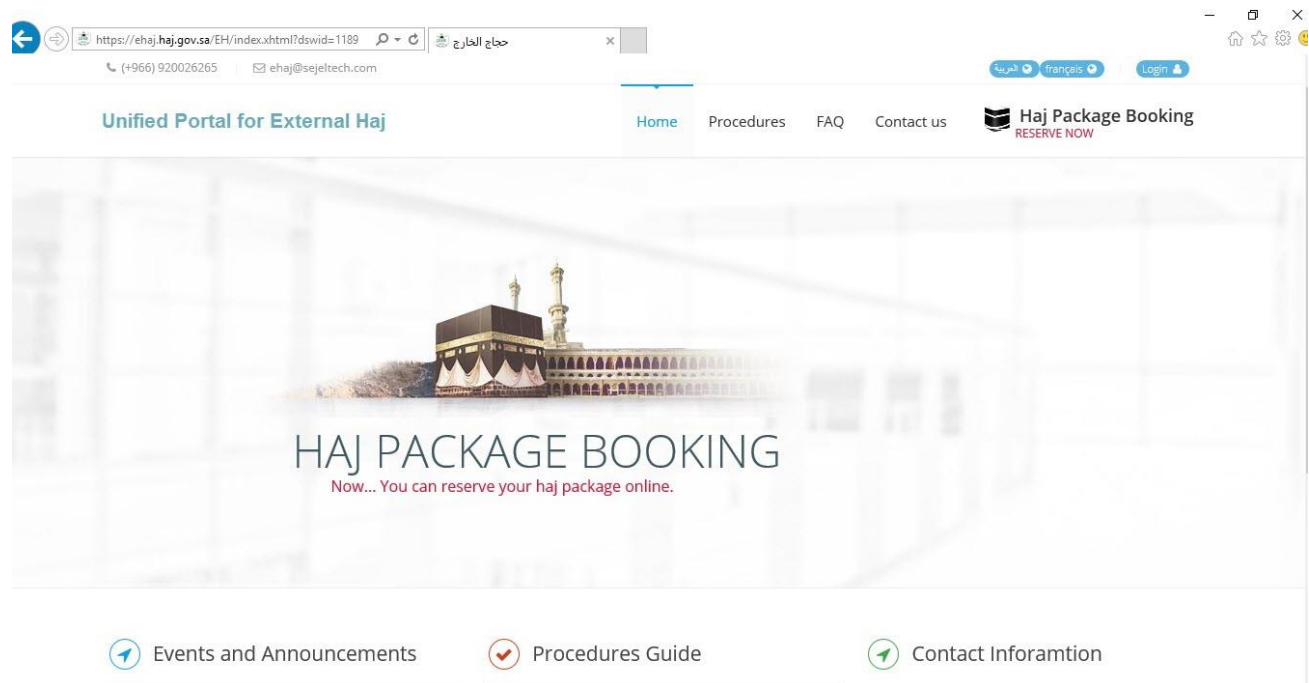 https://ehaj.haj.gov.sa/EH/index.xhtml?dswid=1189
حجاج الخارج
(+966) 920026265
ehaj@sejeltech.com
العربية
français
Login
Unified Portal for External Haj
Home
Procedures
FAQ
Contact us
Haj Package Booking
RESERVE NOW
HAJ PACKAGE BOOKING
Now... You can reserve your haj package online.
Events and Announcements
Procedures Guide
Contact Inforamtion